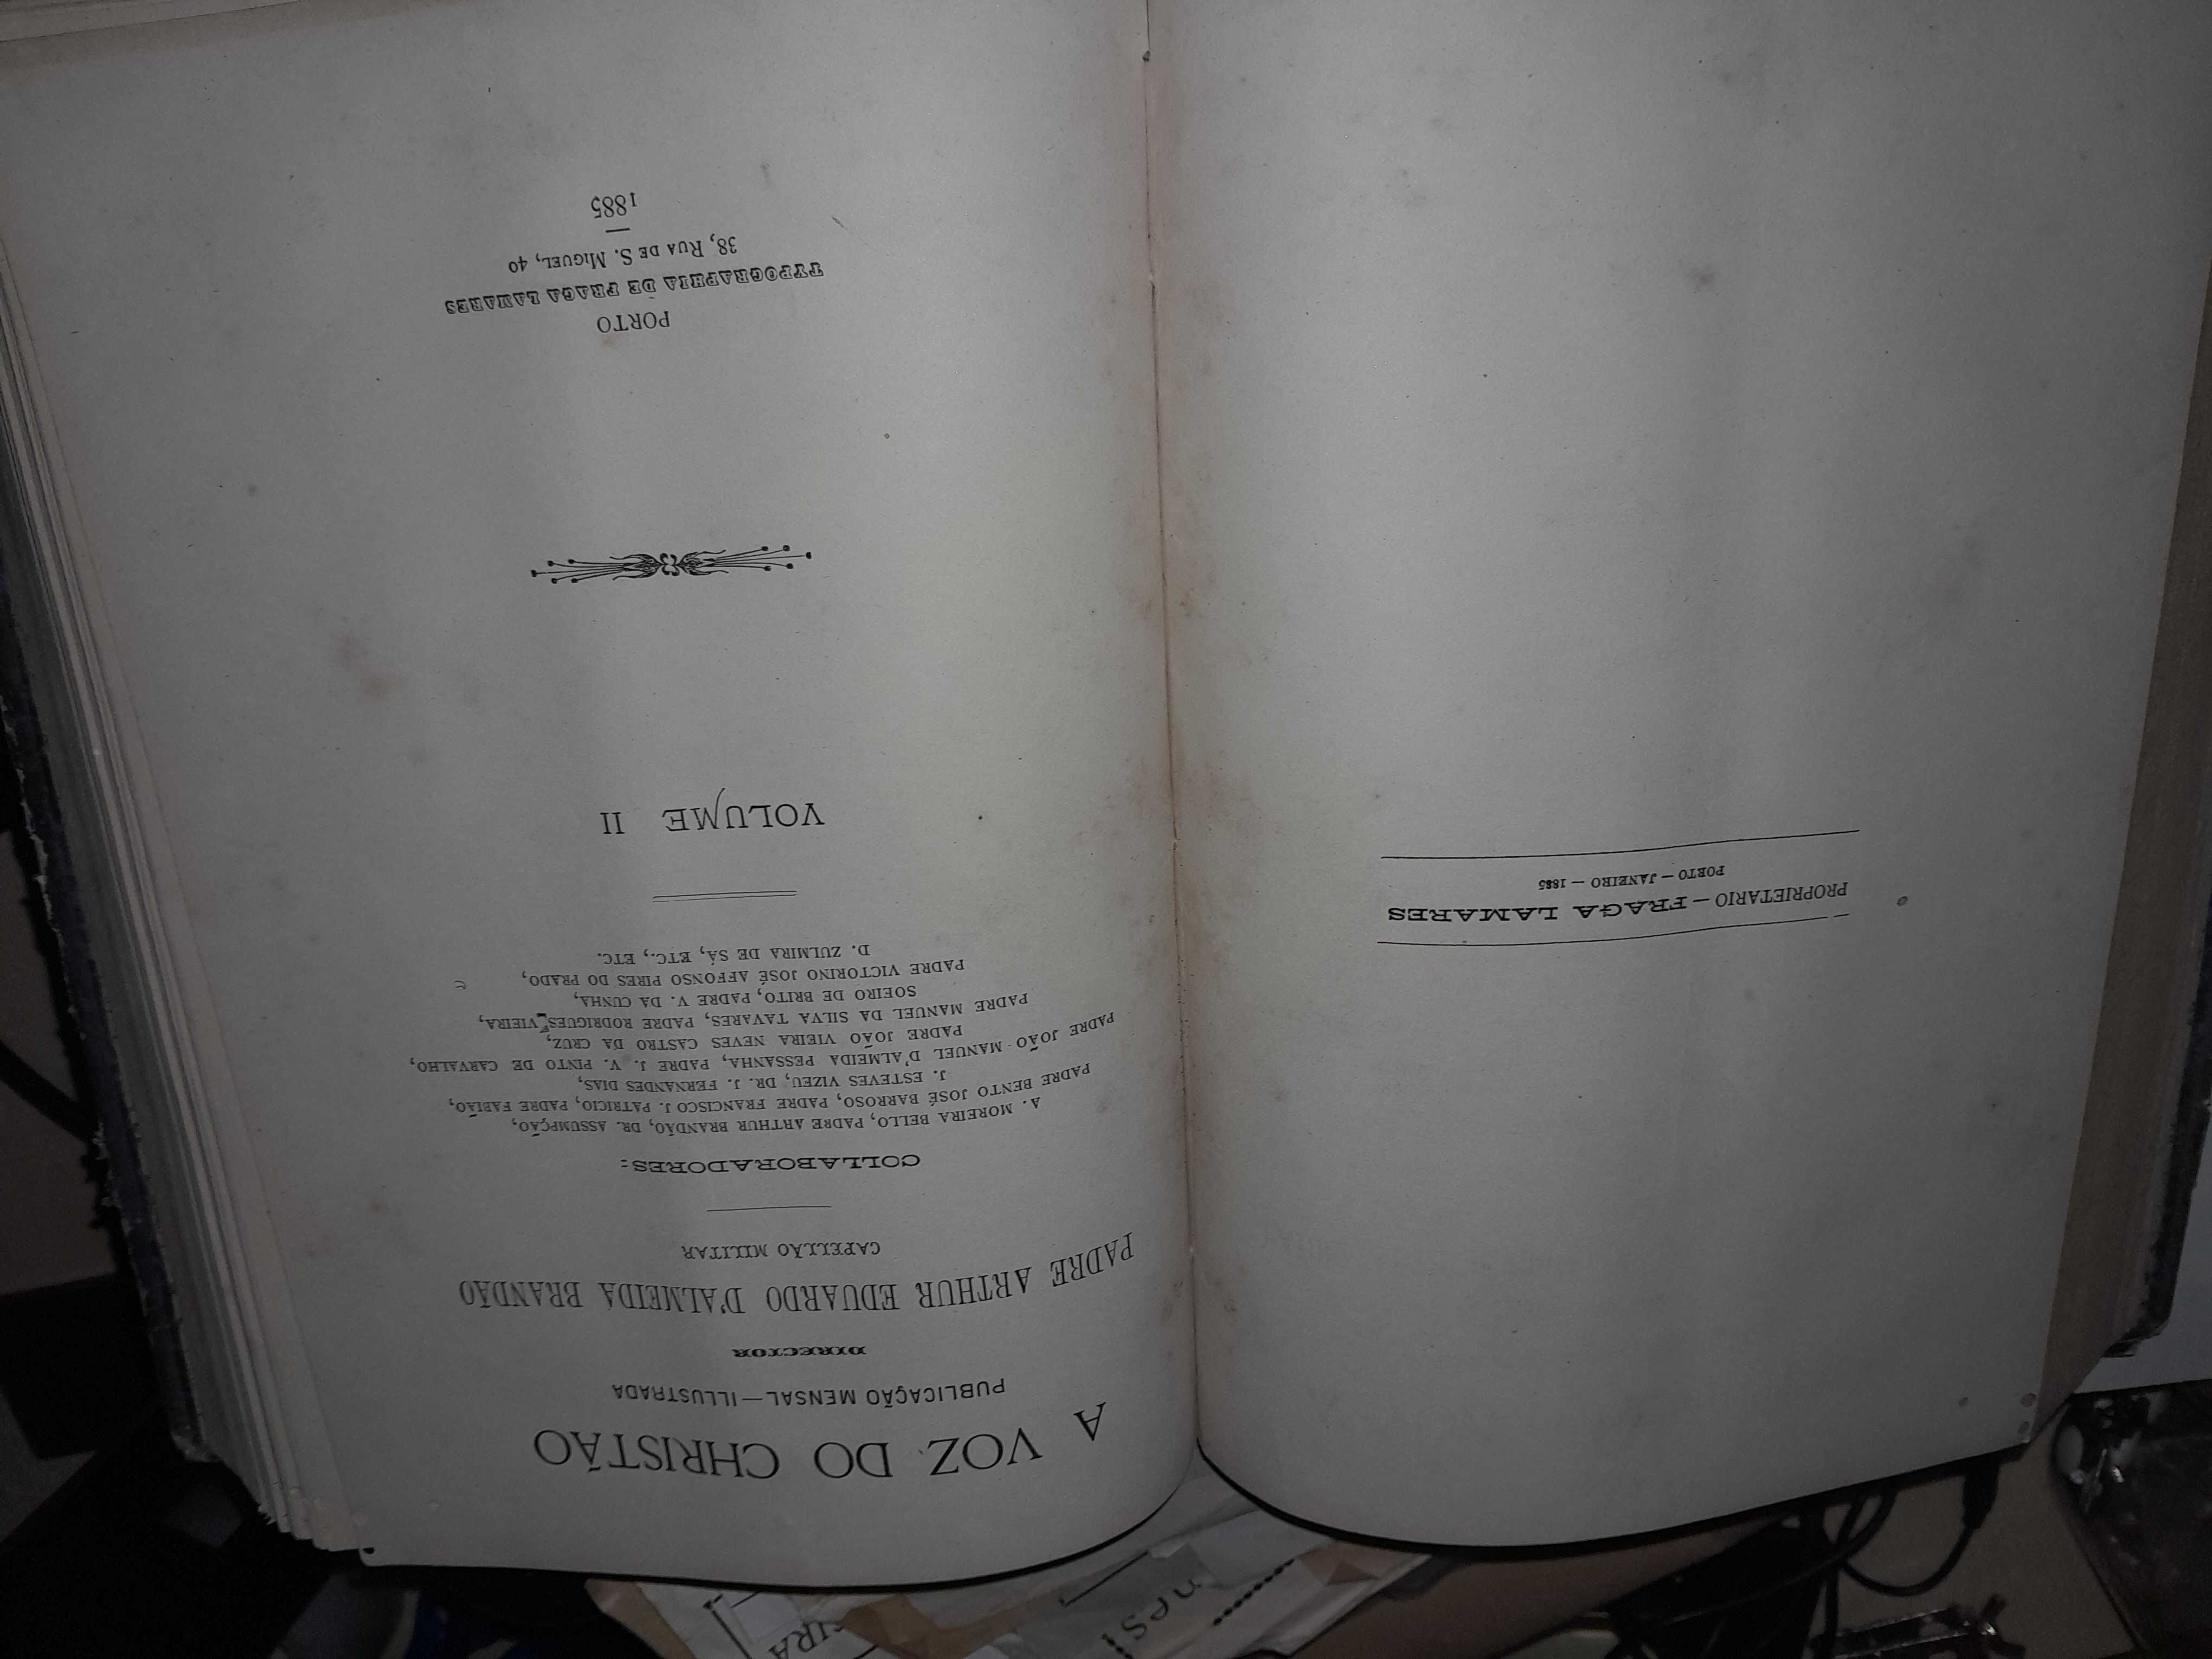 A VOZ DO CHRISTÃO
PUBLICAÇÃO MENSAL—ILLUSTRADA
DIRECTOR
PADRE ARTHUR EDUARDO D'ALMEIDA BRANDÃO
CAPELLÃO MILITAR
COLLABORADORES:
A. MOREIRA BELLO, PADRE ARTHUR BRANDÃO, DR. ASSUMPÇÃO,
PADRE BENTO JOSÉ BARROSO, PADRE FRANCISCO J. PATRICIO, PADRE FABIÃO,
J. ESTEVES VIZEU, DR. J. FERNANDES DIAS,
PADRE JOÃO MANUEL D'ALMEIDA PESSANHA, PADRE J. V. PINTO DE CARVALHO,
PADRE JOÃO VIEIRA NEVES CASTRO DA CRUZ,
PADRE MANUEL DA SILVA TAVARES, PADRE RODRIGUES VIEIRA,
SOEIRO DE BRITO, PADRE V. DA CUNHA,
PADRE VICTORINO JOSÉ AFFONSO PIRES DO PRADO,
D. ZULMIRA DE SÁ, ETC., ETC.
VOLUME II
PORTO
TYPOGRAPHIA DE FRAGA LAMARES
38, RUA DE S. MIGUEL, 40
1885
PROPRIETARIO — FRAGA LAMARES
PORTO — JANEIRO — 1885